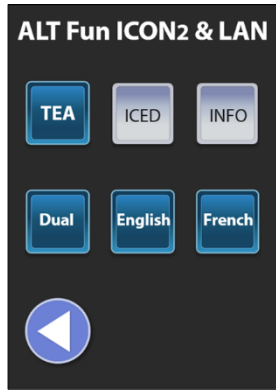 ALT Fun ICON2 & LAN
TEA ICED INFO
Dual English French